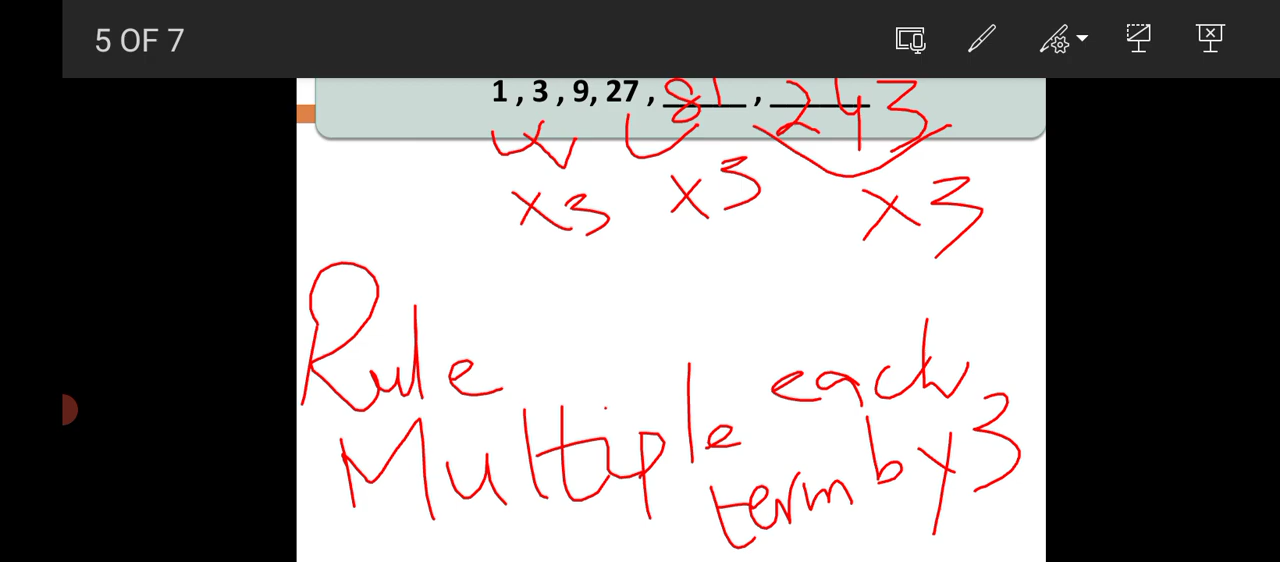 5 OF 7
1 , 3 , 9, 27 , 81 , 243
x3 x3 x3
Rule
Multiple each
term by 3